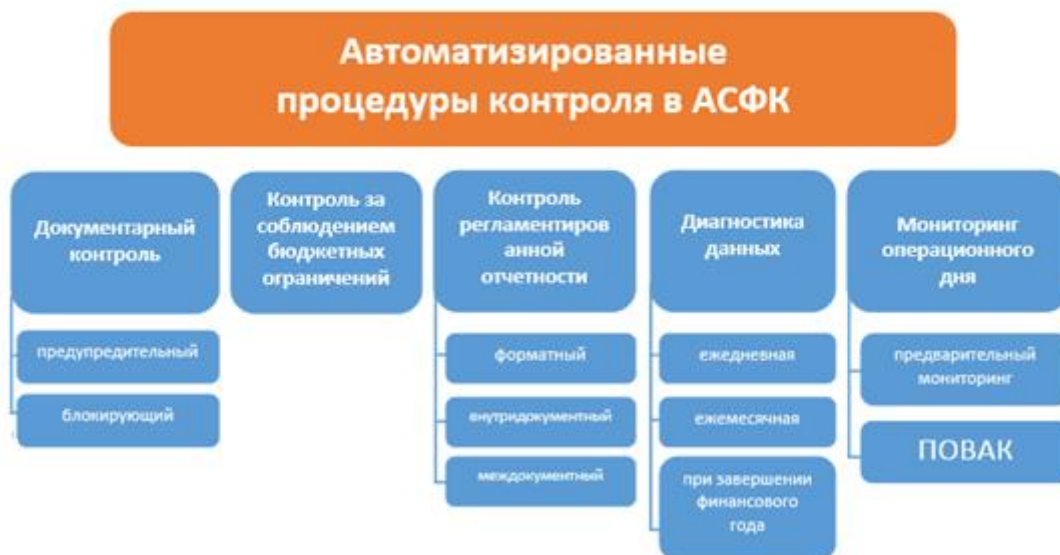 Автоматизированные
процедуры контроля в АСФК
Документарный
контроль
предупредительный
блокирующий
Контроль за
соблюдением
бюджетных
ограничений
Контроль
регламентиров
анной
отчетности
форматный
внутридокументный
междокументный
Диагностика
данных
ежедневная
ежемесячная
при завершении
финансового
года
Мониторинг
операционного
дня
предварительный
мониторинг
ПОВАК